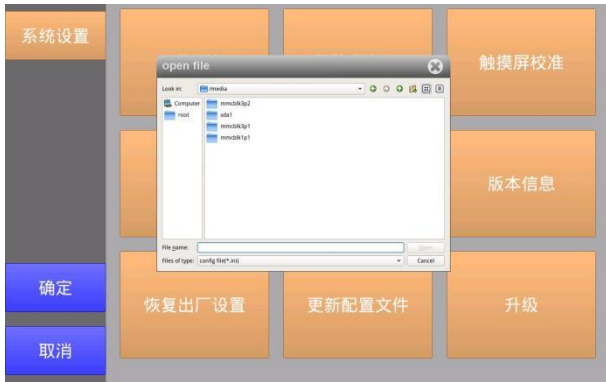 系统设置
触摸屏校准
open file
Look in:
/media
Computer
root
mmcblk3p2
sda1
mmcblk3p1
mmcblk1p1
版本信息
File name:
Open
Files of type:
config file(*.ini)
Cancel
确定
恢复出厂设置
更新配置文件
升级
取消